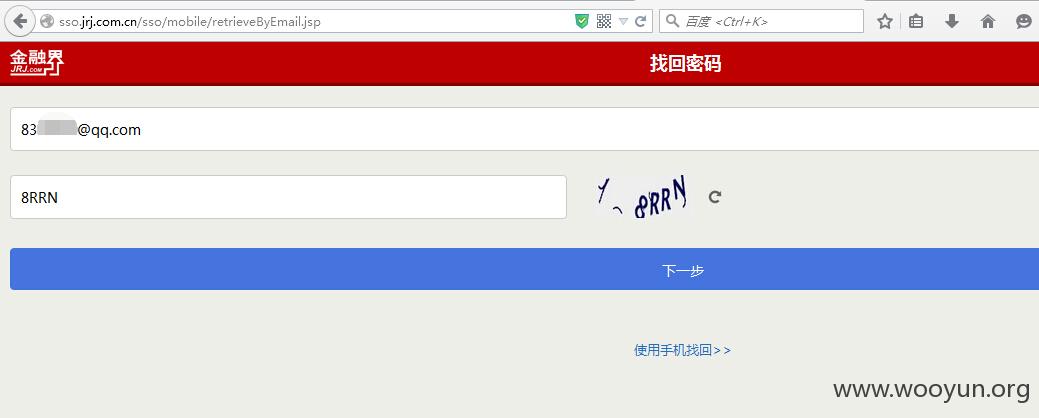 sso.jrj.com.cn/sso/mobile/retrieveByEmail.jsp
百度 <Ctrl+K>
金融界
JRJ.com
找回密码
83 @qq.com
8RRN
8RRN
下一步
使用手机找回>>
www.wooyun.org